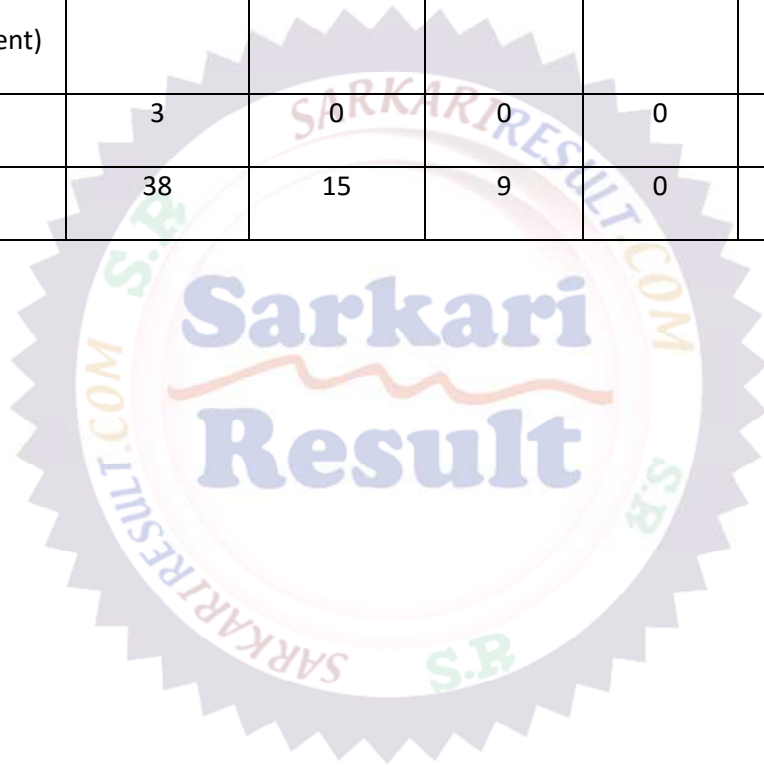 ent)
3 0 0 0
38 15 9 0
SARKARIRESULT.COM
S.R
Sarkari
Result
S.R
SARKARIRESULT.COM
S.R